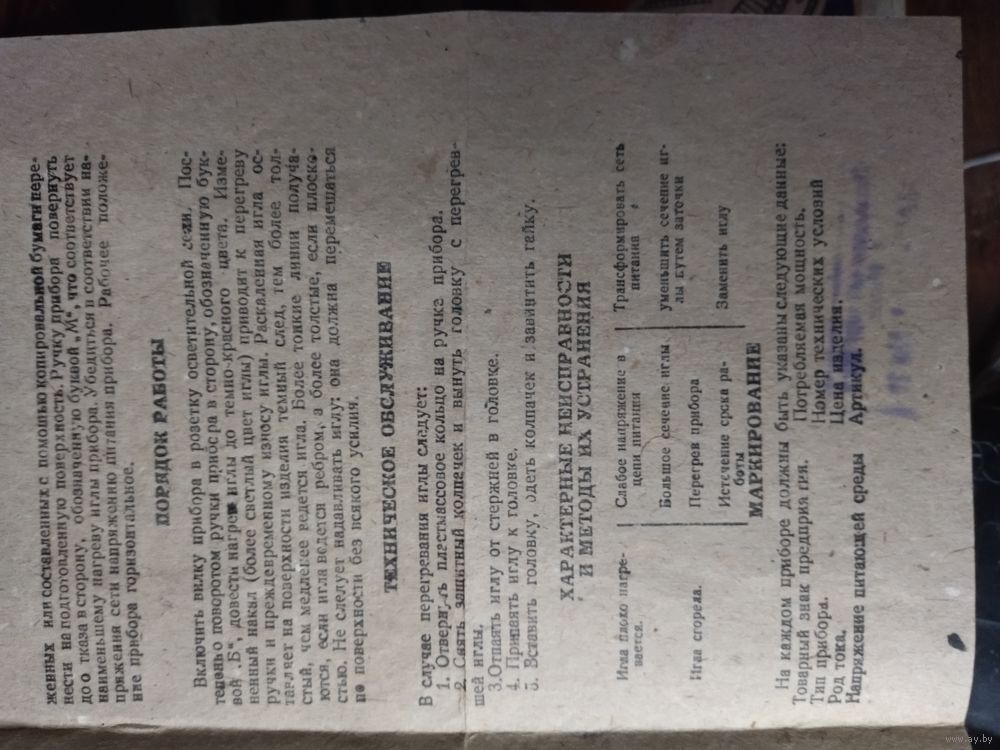 женных или составленных с помощью копировальной бумаги пере-
нести на подготовленную поверхность. Ручку прибора повернуть
до отказа в сторону, обозначенную буквой „М“, что соответствует
наименьшему нагреву иглы прибора. Убедиться в соответствии на-
пряжения сети напряжению питания прибора. Рабочее положе-
ние прибора горизонтальное.
ПОРЯДОК РАБОТЫ
Включить вилку прибора в розетку осветительной сети. Пос-
тепенно поворотом ручки прибора в сторону, обозначенную бук-
вой „Б“, довести нагрев иглы до темно-красного цвета. Изме-
ненный накал (более светлый цвет иглы) приводит к перегреву
ручки и преждевременному износу иглы. Раскаленная игла ос-
тавляет на поверхности изделия темный след, тем более тол-
стый, чем медленее ведется игла. Более тонкие линии получа-
ются, если игла ведется ребром, а более толстые, если плоско-
стью. Не следует надавливать иглу: она должна перемещаться
по поверхности без всякого усилия.
ТЕХНИЧЕСКОЕ ОБСЛУЖИВАНИЕ
В случае перегревания иглы следует:
1. Отвернуть пластмассовое кольцо на ручке прибора.
2. Снять защитный колпачек и вынуть головку с перегрев-
шей иглы.
3. Отпаять иглу от стержней в головке.
4. Припаять иглу к головке.
5. Вставить головку, одеть колпачек и завинтить гайку.
ХАРАКТЕРНЫЕ НЕИСПРАВНОСТИ
И МЕТОДЫ ИХ УСТРАНЕНИЯ
Игла плохо нагре-
вается.
Слабое напряжение в
цепи питания
Трансформировать сеть
питания
Большое сечение иглы
Уменьшить сечение иг-
лы путем заточки
Игла сгорела.
Перегрев прибора
Истечение срока ра-
боты
Заменить иглу
МАРКИРОВАНИЕ
На каждом приборе должны быть указаны следующие данные:
Товарный знак предприятия.
Потребляемая мощность.
Тип прибора.
Номер технических условий
Род тока.
Цена изделия.
Напряжение питающей среды
Артикул.
www.ay.by